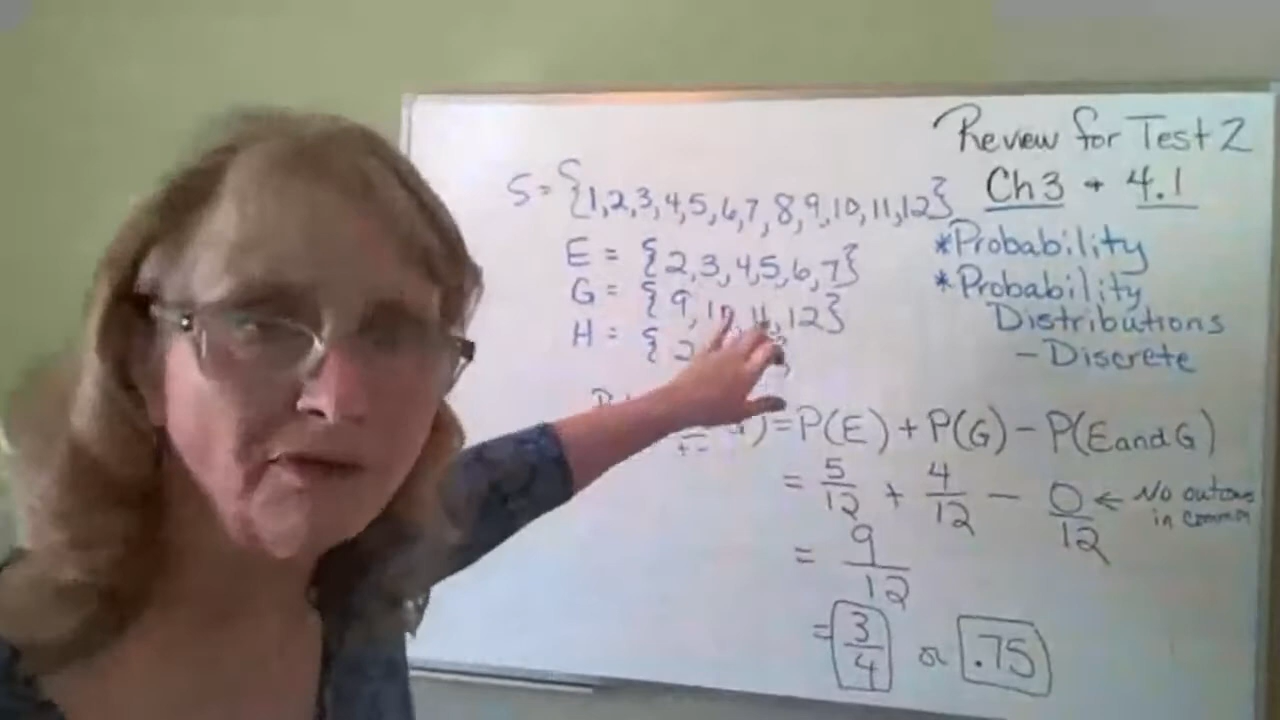 Review for Test 2
Ch 3 + 4.1
*Probability
*Probability
Distributions
- Discrete
S = {1,2,3,4,5,6,7,8,9,10,11,12}
E = {2,3,4,5,6,7}
G = {9,10,11,12}
H = {2
= P(E) + P(G) - P(E and G)
= 5/12 + 4/12 - 0/12 ← No outcoms
in common
= 9/12
= 3/4 or .75